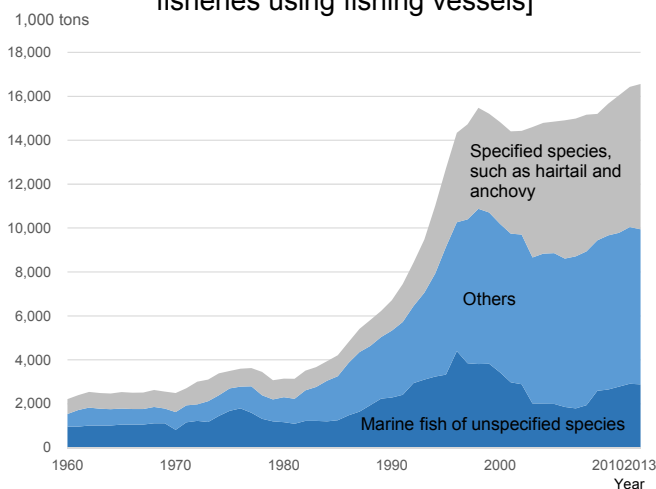 fisheries using fishing vessels]
1,000 tons
18,000
16,000
14,000
12,000
10,000
8,000
6,000
4,000
2,000
0
Specified species,
such as hairtail and
anchovy
Others
Marine fish of unspecified species
1960 1970 1980 1990 2000 20102013
Year